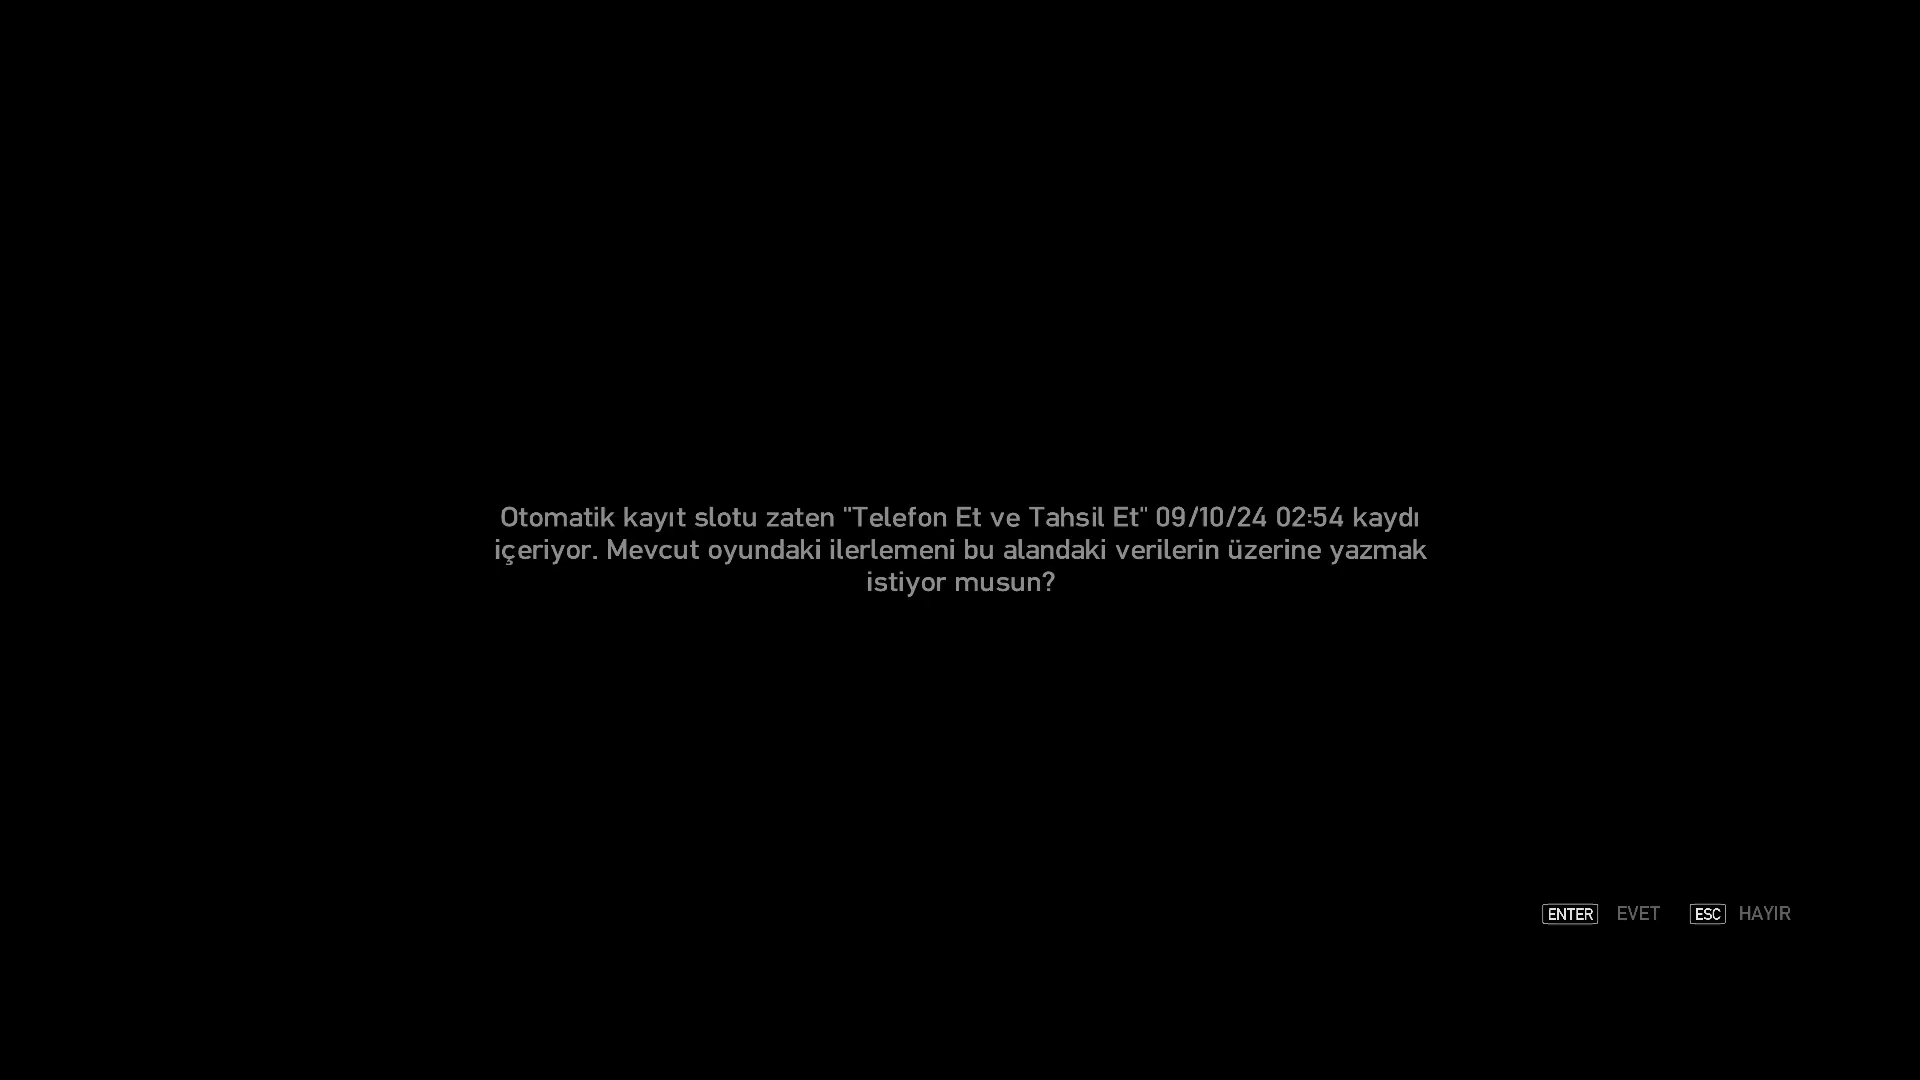 Otomatik kayıt slotu zaten "Telefon Et ve Tahsil Et" 09/10/24 02:54 kaydı
içeriyor. Mevcut oyundaki ilerlemeni bu alandaki verilerin üzerine yazmak
istiyor musun?
ENTER EVET ESC HAYIR